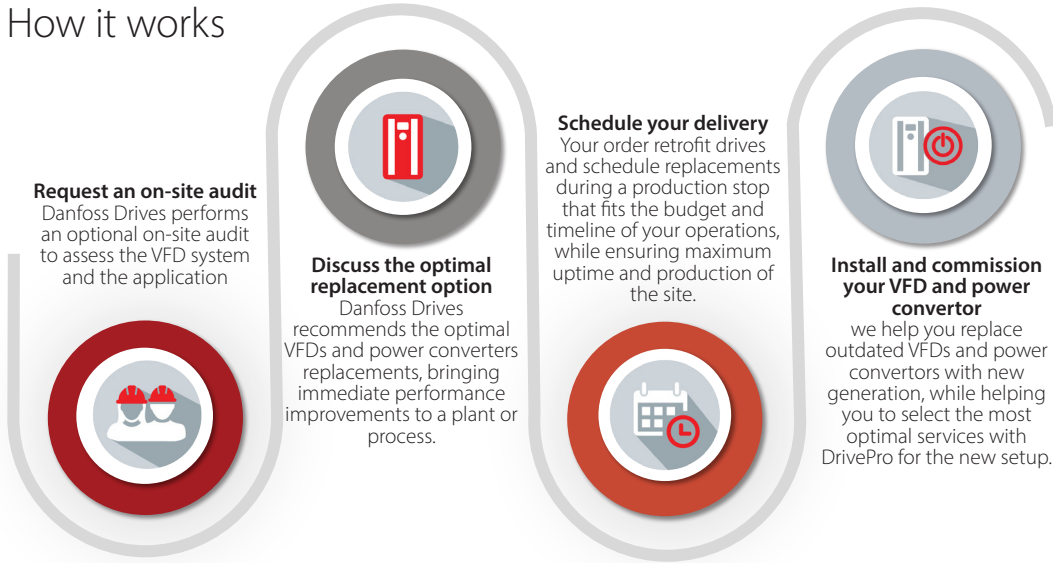 How it works
Request an on-site audit
Danfoss Drives performs
an optional on-site audit
to assess the VFD system
and the application
Discuss the optimal
replacement option
Danfoss Drives
recommends the optimal
VFDs and power converters
replacements, bringing
immediate performance
improvements to a plant or
process.
Schedule your delivery
Your order retrofit drives
and schedule replacements
during a production stop
that fits the budget and
timeline of your operations,
while ensuring maximum
uptime and production of
the site.
Install and commission
your VFD and power
convertor
we help you replace
outdated VFDs and power
convertors with new
generation, while helping
you to select the most
optimal services with
DrivePro for the new setup.